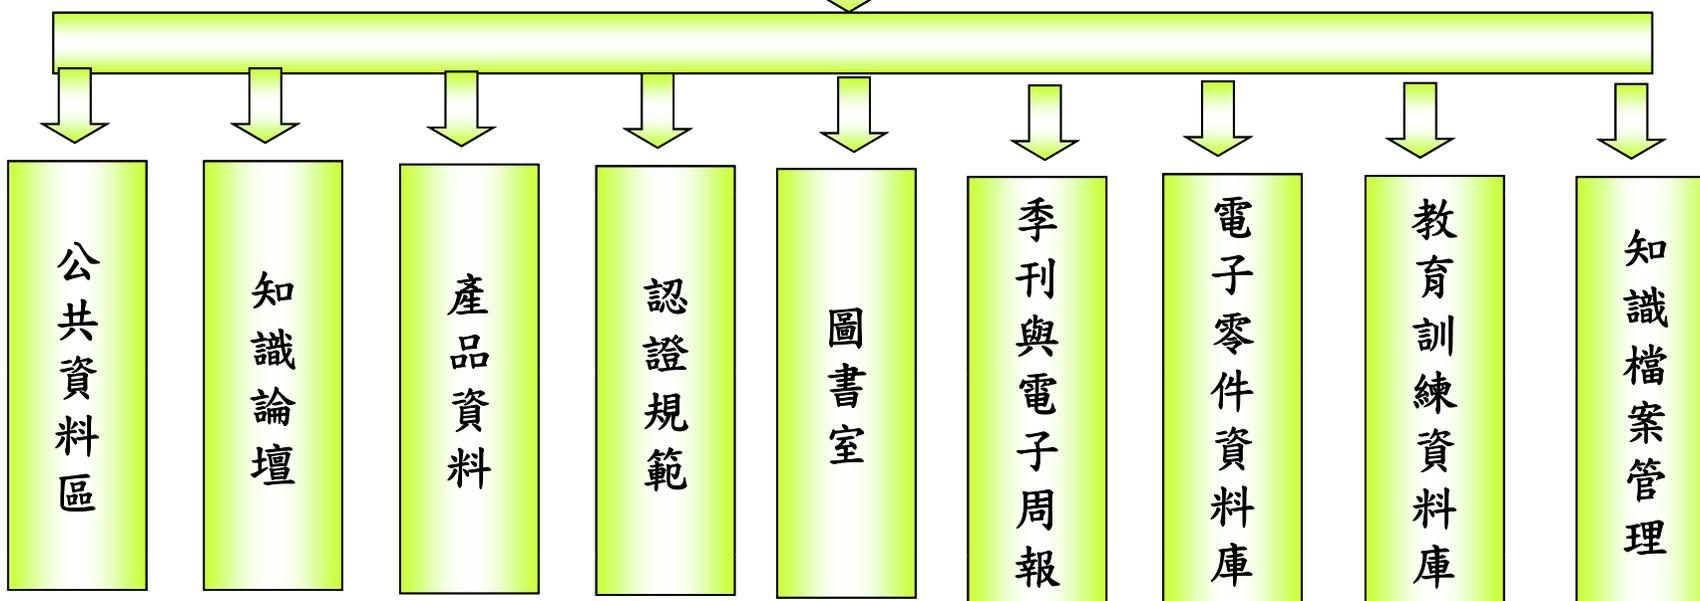 公共資料區
知識論壇
產品資料
認證規範
圖書室
季刊與電子周報
電子零件資料庫
教育訓練資料庫
知識檔案管理